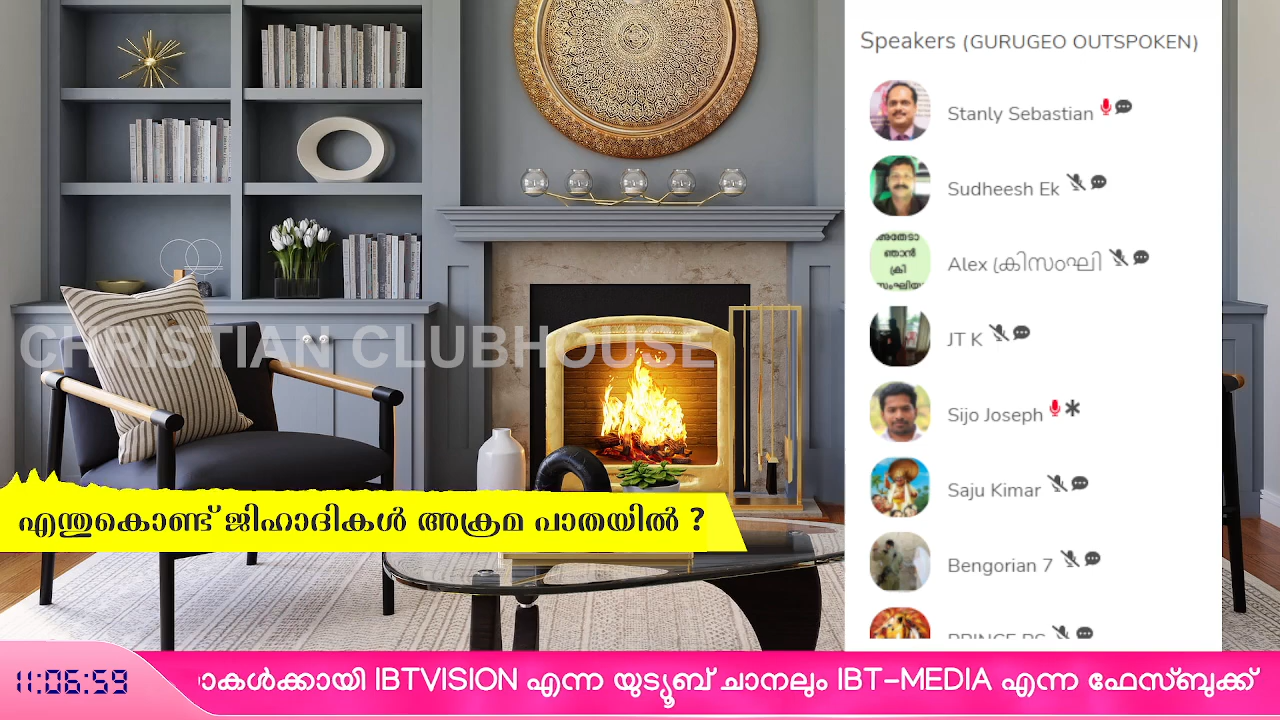 Speakers (GURUGEO OUTSPOKEN)
Stanly Sebastian
Sudheesh Ek
അതേടാ
ഞാൻ
ക്രി
Alex ക്രിസംഘി
JT K
CHRISTIAN CLUBHOUSE
Sijo Joseph
Saju Kimar
എന്തുകൊണ്ട് ജിഹാദികൾ അക്രമ പാതയിൽ ?
Bengorian 7
11:06:59
IBTVISION എന്ന യുട്യൂബ് ചാനലും IBT-MEDIA എന്ന ഫേസ്ബുക്ക്